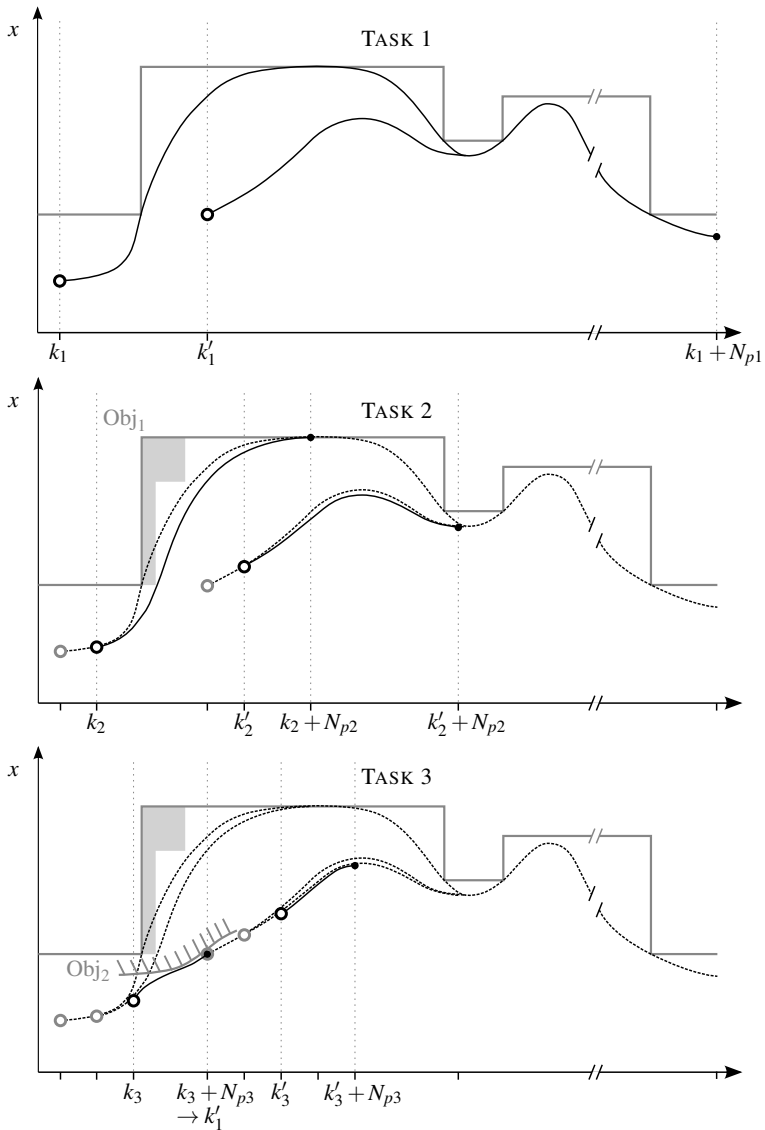 x
TASK 1
k₁
k′₁
k₁ + Nₚ₁
x
Obj₁
TASK 2
k₂
k′₂
k₂ + Nₚ₂
k′₂ + Nₚ₂
x
TASK 3
Obj₂
k₃
k₃ + Nₚ₃
→ k′₁
k′₃
k′₃ + Nₚ₃